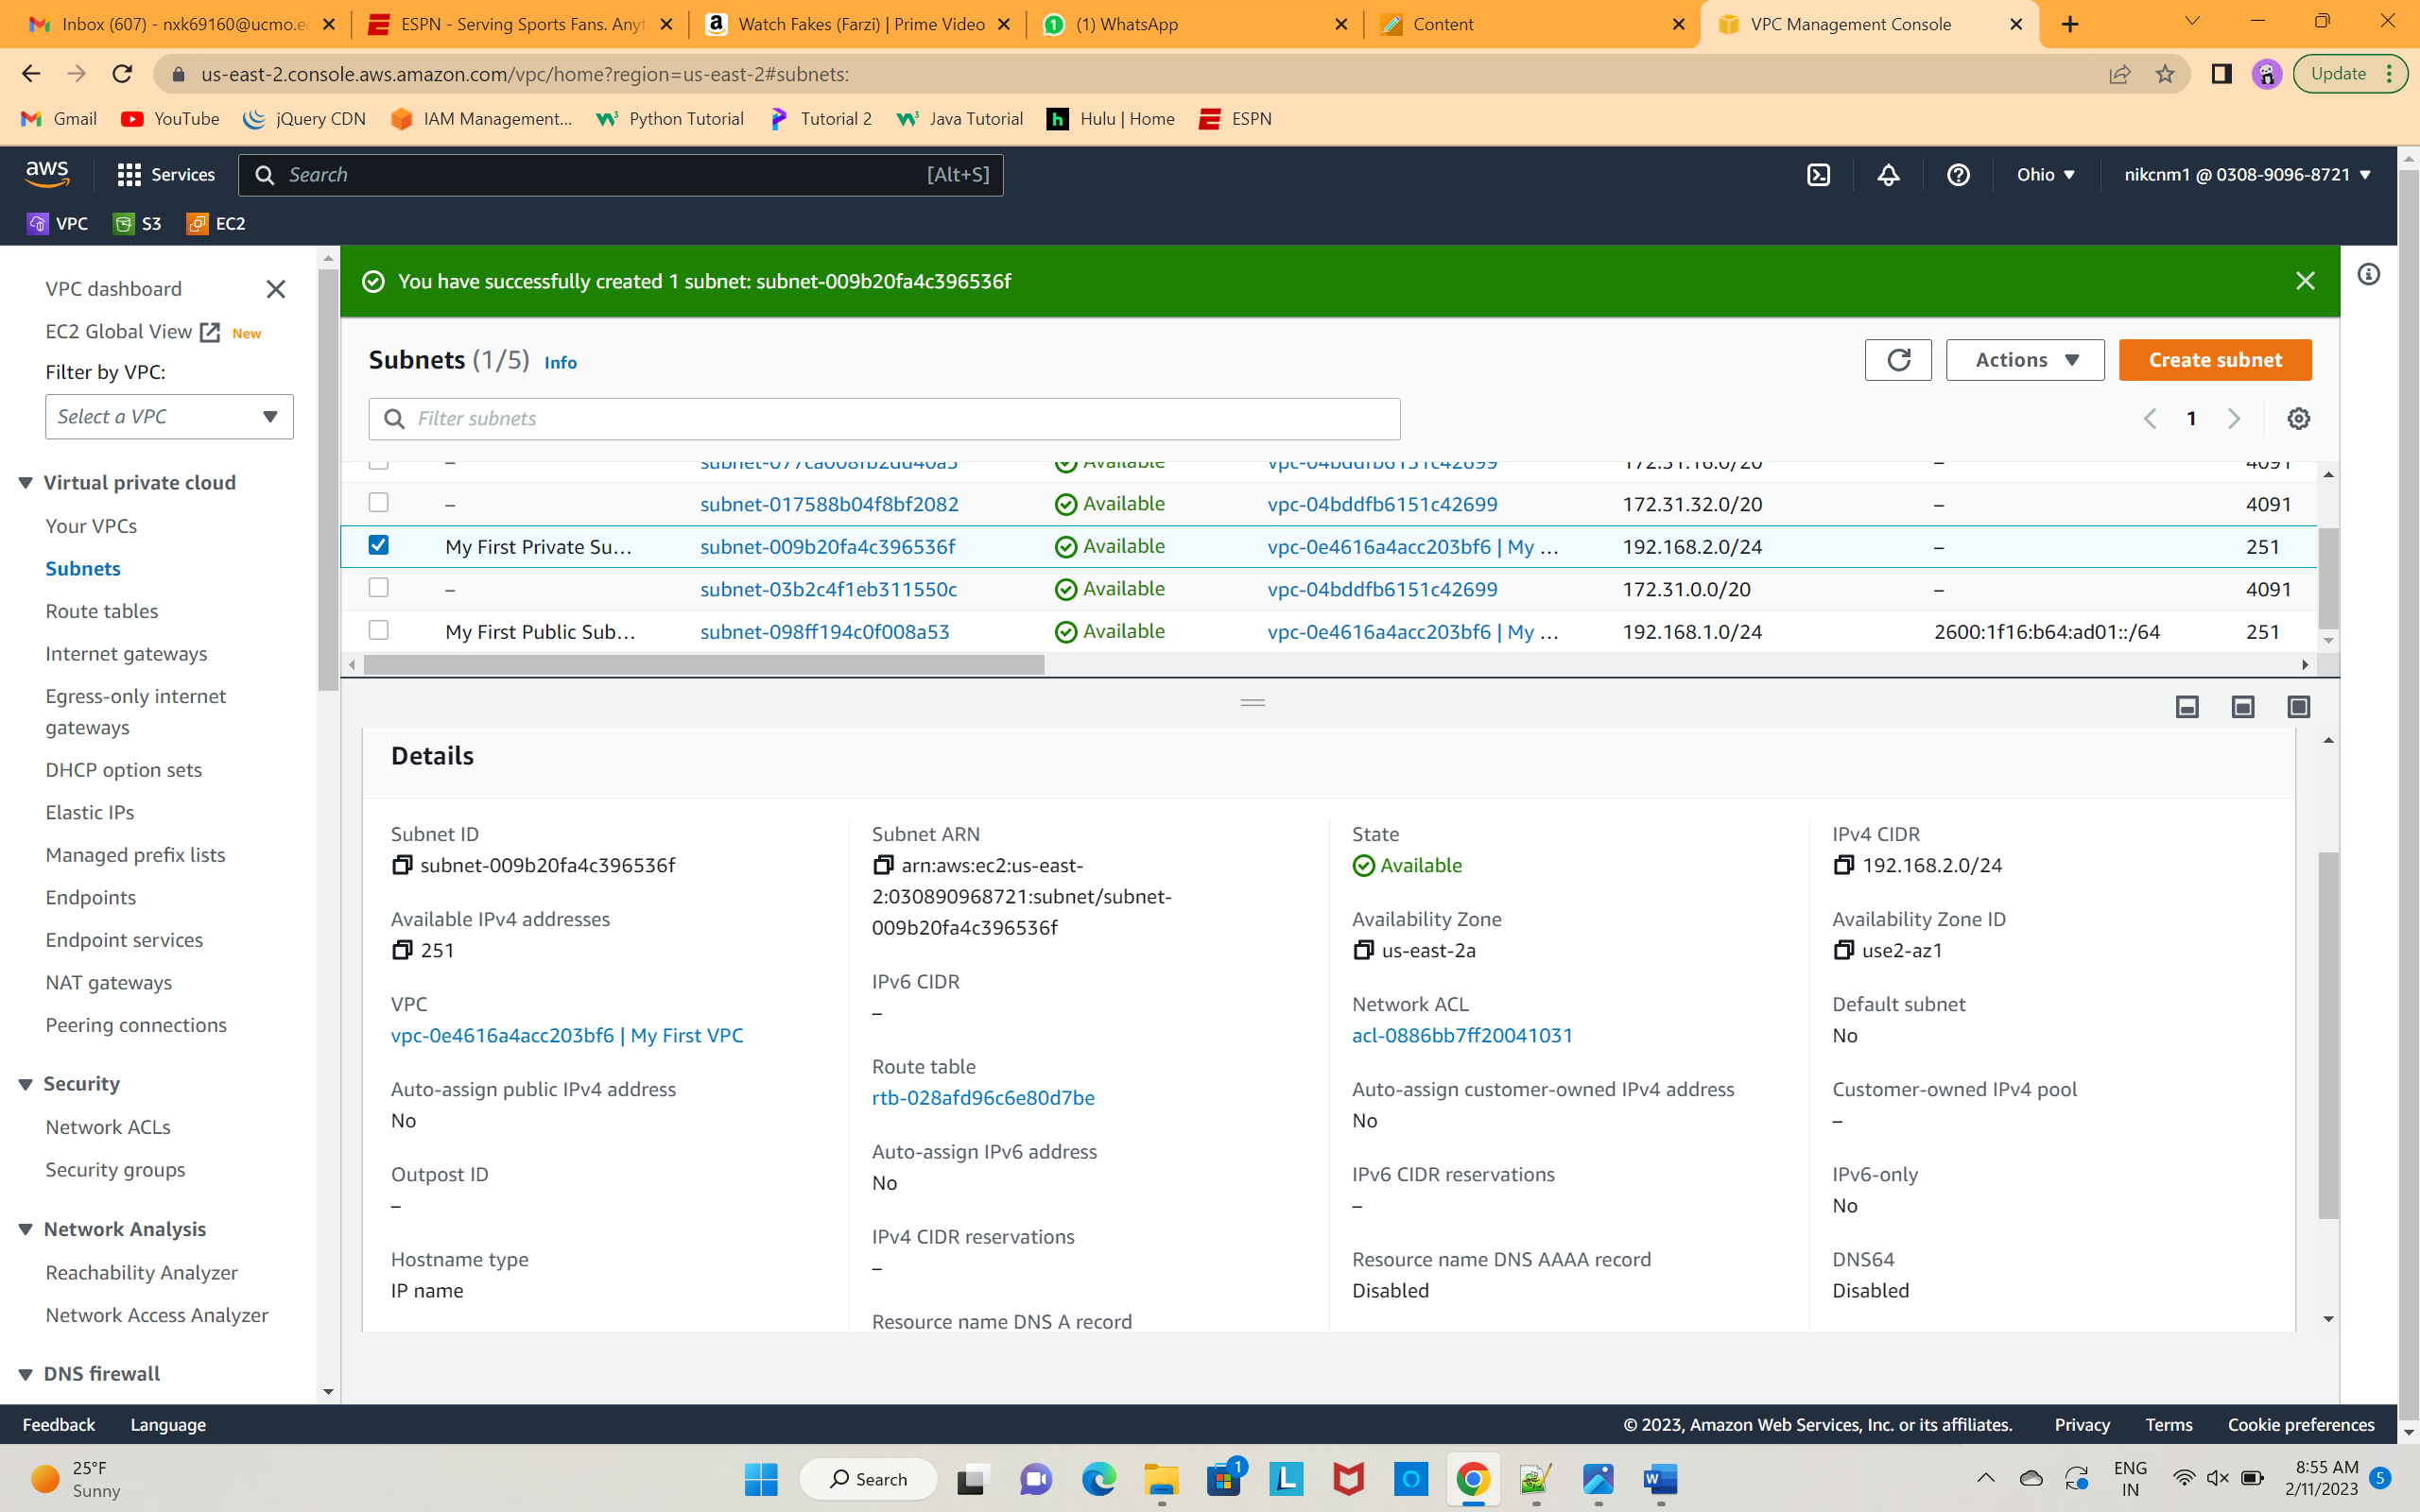 Inbox (607) - nxk69160@ucmo.e
ESPN - Serving Sports Fans. Anyt
Watch Fakes (Farzi) | Prime Video
(1) WhatsApp
Content
VPC Management Console
us-east-2.console.aws.amazon.com/vpc/home?region=us-east-2#subnets:
Update
Gmail
YouTube
jQuery CDN
IAM Management...
Python Tutorial
Tutorial 2
Java Tutorial
Hulu | Home
ESPN
aws
Services
Search
[Alt+S]
Ohio
nikcnm1 @ 0308-9096-8721
VPC
S3
EC2
VPC dashboard
EC2 Global View New
Filter by VPC:
Select a VPC
Virtual private cloud
Your VPCs
Subnets
Route tables
Internet gateways
Egress-only internet
gateways
DHCP option sets
Elastic IPs
Managed prefix lists
Endpoints
Endpoint services
NAT gateways
Peering connections
Security
Network ACLs
Security groups
Network Analysis
Reachability Analyzer
Network Access Analyzer
DNS firewall
You have successfully created 1 subnet: subnet-009b20fa4c396536f
Subnets (1/5) Info
Actions
Create subnet
Filter subnets
1
– Available vpc-04bddfb6151c42699 172.31.16.0/20 – 4091
– subnet-017588b04f8bf2082 Available vpc-04bddfb6151c42699 172.31.32.0/20 – 4091
My First Private Su... subnet-009b20fa4c396536f Available vpc-0e4616a4acc203bf6 | My ... 192.168.2.0/24 – 251
– subnet-03b2c4f1eb311550c Available vpc-04bddfb6151c42699 172.31.0.0/20 – 4091
My First Public Sub... subnet-098ff194c0f008a53 Available vpc-0e4616a4acc203bf6 | My ... 192.168.1.0/24 2600:1f16:b64:ad01::/64 251
Details
Subnet ID
subnet-009b20fa4c396536f
Available IPv4 addresses
251
VPC
vpc-0e4616a4acc203bf6 | My First VPC
Auto-assign public IPv4 address
No
Outpost ID
–
Hostname type
IP name
Subnet ARN
arn:aws:ec2:us-east-
2:030890968721:subnet/subnet-
009b20fa4c396536f
IPv6 CIDR
–
Route table
rtb-028afd96c6e80d7be
Auto-assign IPv6 address
No
IPv4 CIDR reservations
–
Resource name DNS A record
State
Available
Availability Zone
us-east-2a
Network ACL
acl-0886bb7ff20041031
Auto-assign customer-owned IPv4 address
No
IPv6 CIDR reservations
–
Resource name DNS AAAA record
Disabled
IPv4 CIDR
192.168.2.0/24
Availability Zone ID
use2-az1
Default subnet
No
Customer-owned IPv4 pool
–
IPv6-only
No
DNS64
Disabled
Feedback
Language
© 2023, Amazon Web Services, Inc. or its affiliates.
Privacy
Terms
Cookie preferences
25°F
Sunny
Search
1
ENG
IN
8:55 AM
2/11/2023
5